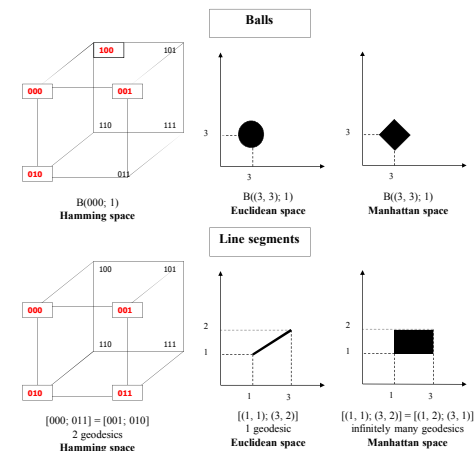 Balls
100
101
000
001
110
111
010
011
3
3
3
3
B(000; 1)
Hamming space
B((3, 3); 1)
Euclidean space
B((3, 3); 1)
Manhattan space
Line segments
100
101
000
001
110
111
010
011
2
1
1
3
2
1
1
3
[000; 011] = [001; 010]
2 geodesics
Hamming space
[(1, 1); (3, 2)]
1 geodesic
Euclidean space
[(1, 1); (3, 2)] = [(1, 2); (3, 1)]
infinitely many geodesics
Manhattan space